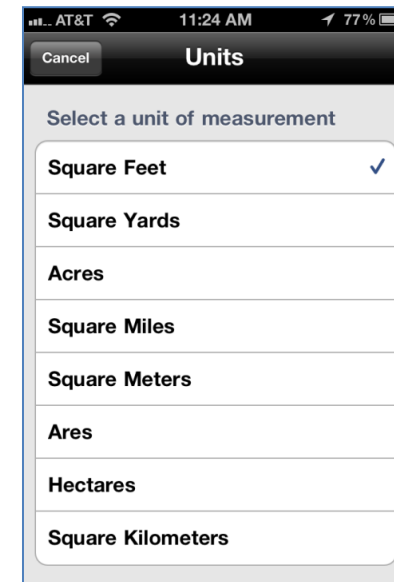 AT&T 11:24 AM 77%
Cancel Units
Select a unit of measurement
Square Feet
Square Yards
Acres
Square Miles
Square Meters
Ares
Hectares
Square Kilometers